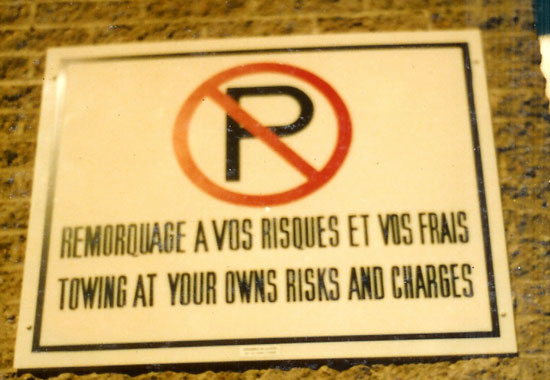 P
REMORQUAGE A VOS RISQUES ET VOS FRAIS
TOWING AT YOUR OWNS RISKS AND CHARGES